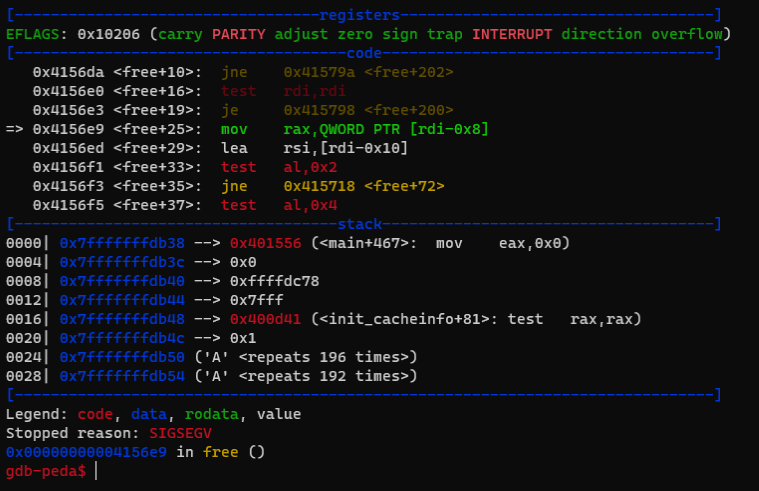 [----------------------------------registers-----------------------------------]
EFLAGS: 0x10206 (carry PARITY adjust zero sign trap INTERRUPT direction overflow)
[-------------------------------------code-------------------------------------]
   0x4156da <free+10>:	jne    0x41579a <free+202>
   0x4156e0 <free+16>:	test   rdi,rdi
   0x4156e3 <free+19>:	je     0x415798 <free+200>
=> 0x4156e9 <free+25>:	mov    rax,QWORD PTR [rdi-0x8]
   0x4156ed <free+29>:	lea    rsi,[rdi-0x10]
   0x4156f1 <free+33>:	test   al,0x2
   0x4156f3 <free+35>:	jne    0x415718 <free+72>
   0x4156f5 <free+37>:	test   al,0x4
[------------------------------------stack-------------------------------------]
0000| 0x7fffffffdb38 --> 0x401556 (<main+467>:	mov    eax,0x0)
0004| 0x7fffffffdb3c --> 0x0
0008| 0x7fffffffdb40 --> 0xffffdc78
0012| 0x7fffffffdb44 --> 0x7fff
0016| 0x7fffffffdb48 --> 0x400d41 (<init_cacheinfo+81>:	test   rax,rax)
0020| 0x7fffffffdb4c --> 0x1
0024| 0x7fffffffdb50 ('A' <repeats 196 times>)
0028| 0x7fffffffdb54 ('A' <repeats 192 times>)
[------------------------------------------------------------------------------]
Legend: code, data, rodata, value
Stopped reason: SIGSEGV
0x00000000004156e9 in free ()
gdb-peda$